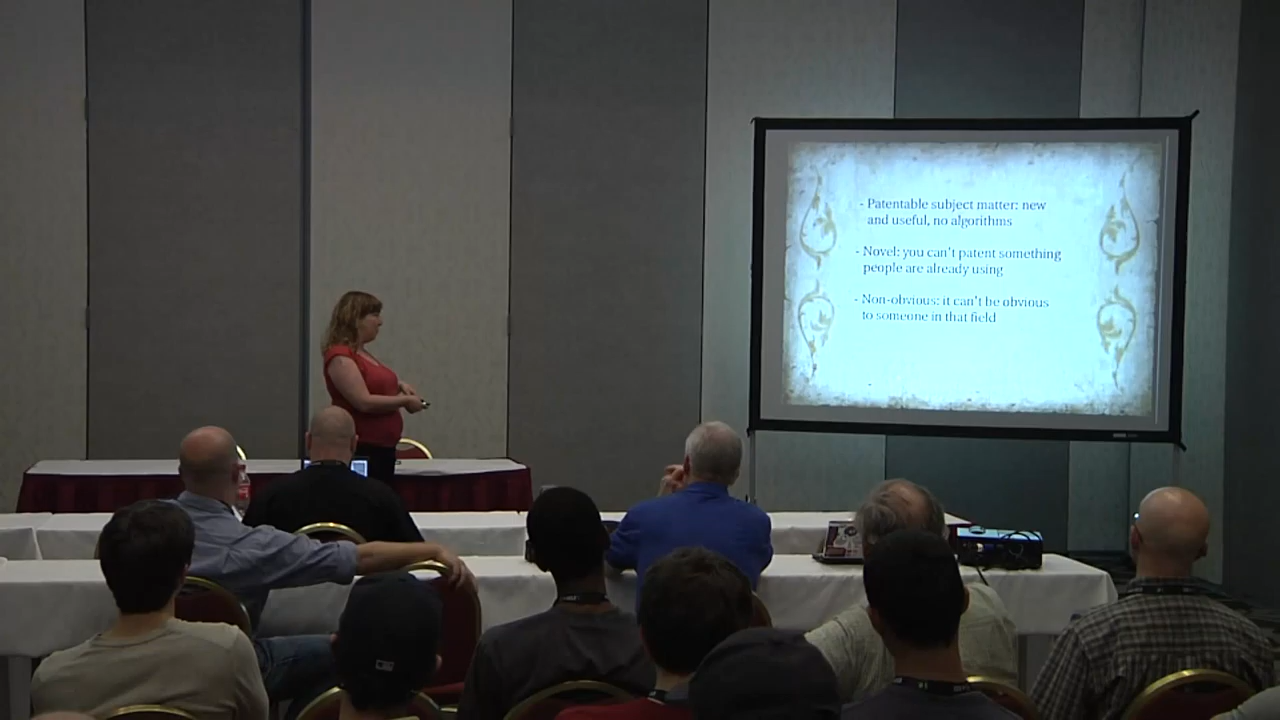 - Patentable subject matter: new
and useful, no algorithms
- Novel: you can't patent something
people are already using
- Non-obvious: it can't be obvious
to someone in that field